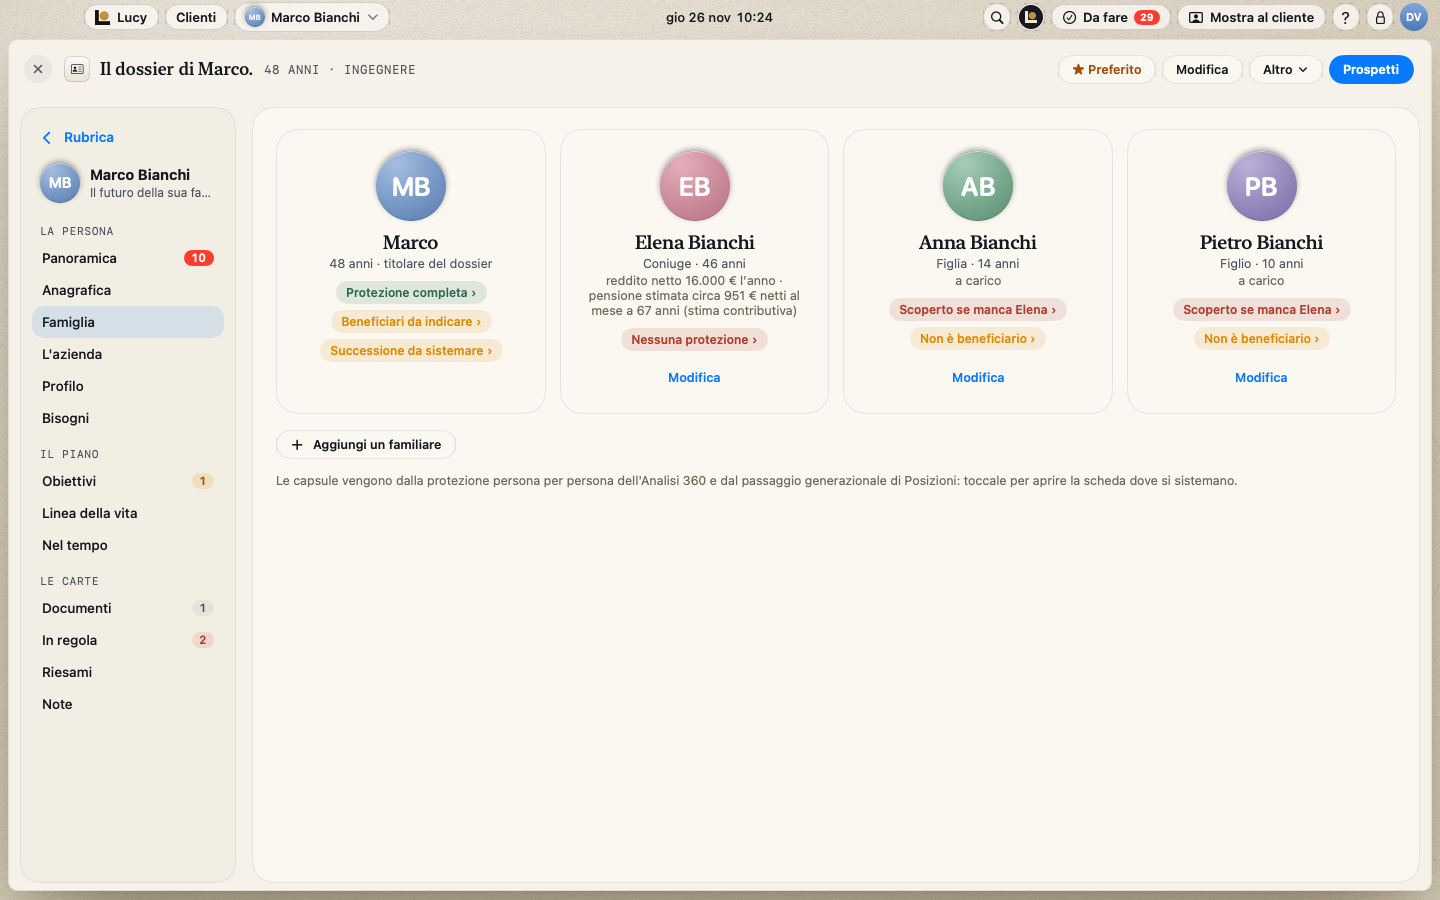 Lucy
Clienti
MB Marco Bianchi
gio 26 nov 10:24
Da fare 29
Mostra al cliente
?
DV
Il dossier di Marco.
48 ANNI · INGEGNERE
Preferito
Modifica
Altro
Prospetti
Rubrica
MB
Marco Bianchi
Il futuro della sua fa...
LA PERSONA
Panoramica 10
Anagrafica
Famiglia
L'azienda
Profilo
Bisogni
IL PIANO
Obiettivi 1
Linea della vita
Nel tempo
LE CARTE
Documenti 1
In regola 2
Riesami
Note
MB
Marco
48 anni · titolare del dossier
Protezione completa ›
Beneficiari da indicare ›
Successione da sistemare ›
EB
Elena Bianchi
Coniuge · 46 anni
reddito netto 16.000 € l'anno ·
pensione stimata circa 951 € netti al
mese a 67 anni (stima contributiva)
Nessuna protezione ›
Modifica
AB
Anna Bianchi
Figlia · 14 anni
a carico
Scoperto se manca Elena ›
Non è beneficiario ›
Modifica
PB
Pietro Bianchi
Figlio · 10 anni
a carico
Scoperto se manca Elena ›
Non è beneficiario ›
Modifica
+ Aggiungi un familiare
Le capsule vengono dalla protezione persona per persona dell'Analisi 360 e dal passaggio generazionale di Posizioni: toccale per aprire la scheda dove si sistemano.